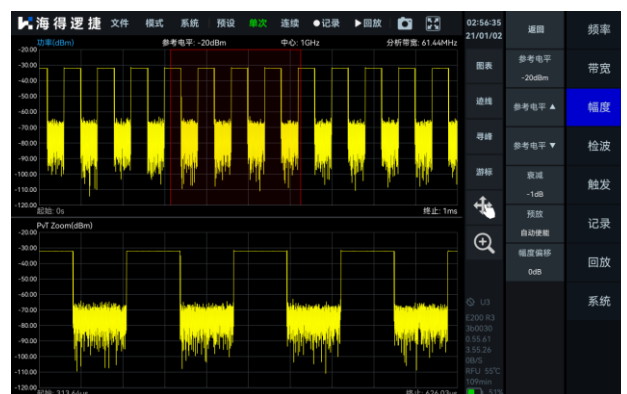 海得逻捷 文件 模式 系统 预设 单次 连续 ●记录 ▶回放
02:56:35
21/01/02
功率(dBm) 参考电平: -20dBm 中心: 1GHz 分析带宽: 61.44MHz
-20.00
-30.00
-40.00
-50.00
-60.00
-70.00
-80.00
-90.00
-100.00
-110.00
-120.00
起始: 0s 终止: 1ms
PvT Zoom(dBm)
-20.00
-30.00
-40.00
-50.00
-60.00
-70.00
-80.00
-90.00
-100.00
-110.00
-120.00
起始: 313.64us 终止: 626.03us
图表
迹线
寻峰
游标
U3
E200 R3
3b0030
0.55.61
3.55.26
0B/S
RFU 55℃
109min
51%
返回
参考电平
-20dBm
参考电平 ▲
参考电平 ▼
衰减
-1dB
预放
自动使能
幅度偏移
0dB
频率
带宽
幅度
检波
触发
记录
回放
系统